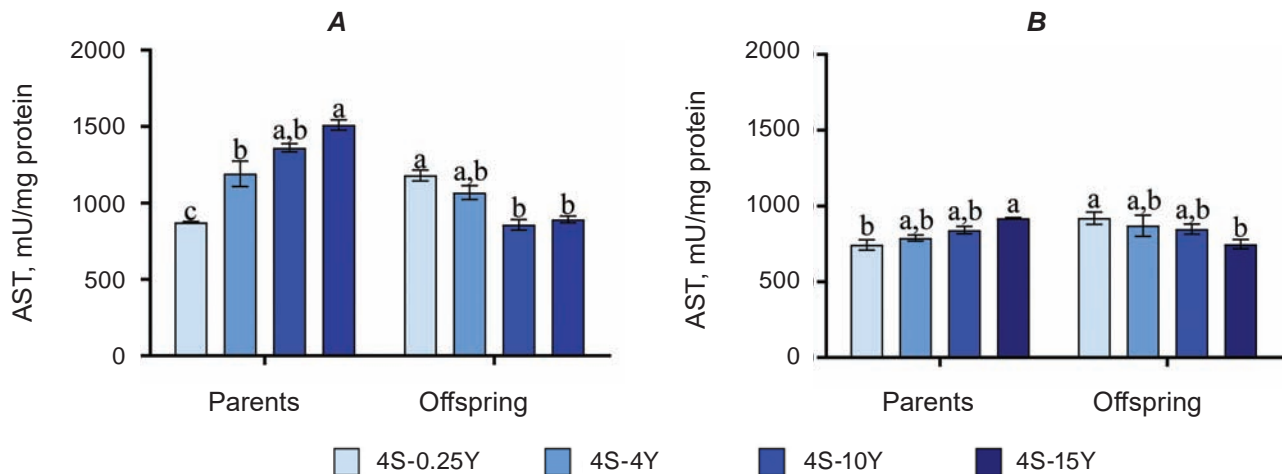 A
AST, mU/mg protein
2000
1500
1000
500
0
c
b
a,b
a
a
a,b
b
b
Parents
Offspring
B
AST, mU/mg protein
2000
1500
1000
500
0
b
a,b
a,b
a
a
a,b
a,b
b
Parents
Offspring
4S-0.25Y
4S-4Y
4S-10Y
4S-15Y